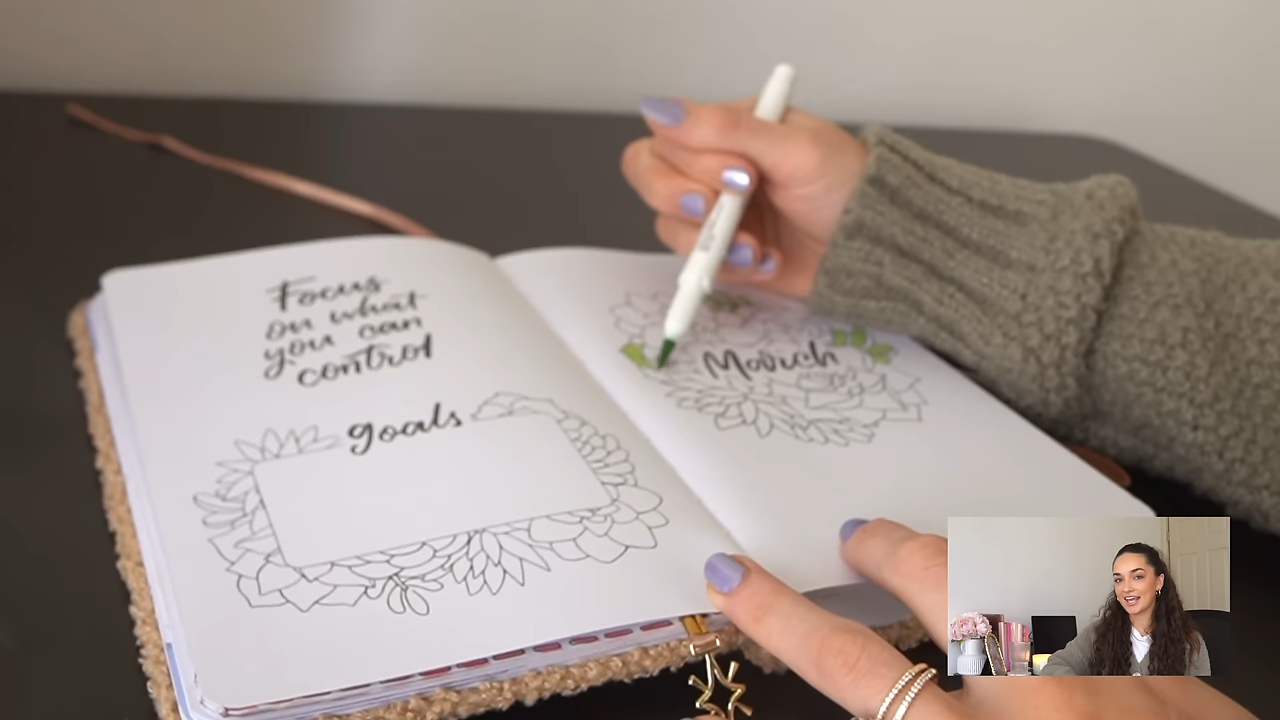 Focus
on what
you can
control
goals
March